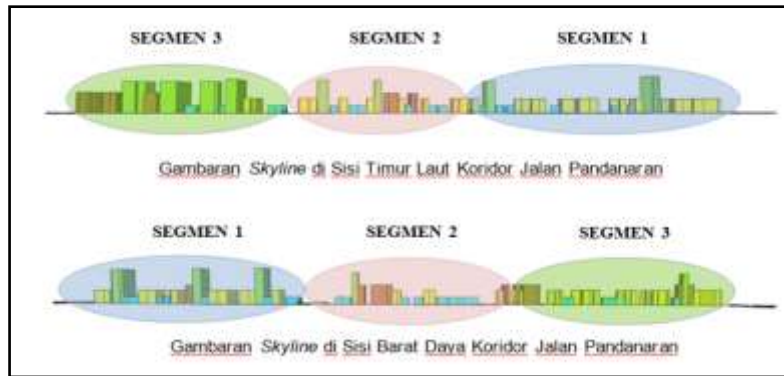 SEGMEN 3 SEGMEN 2 SEGMEN 1
Gambaran Skyline di Sisi Timur Laut Koridor Jalan Pandanaran
SEGMEN 1 SEGMEN 2 SEGMEN 3
Gambaran Skyline di Sisi Barat Daya Koridor Jalan Pandanaran